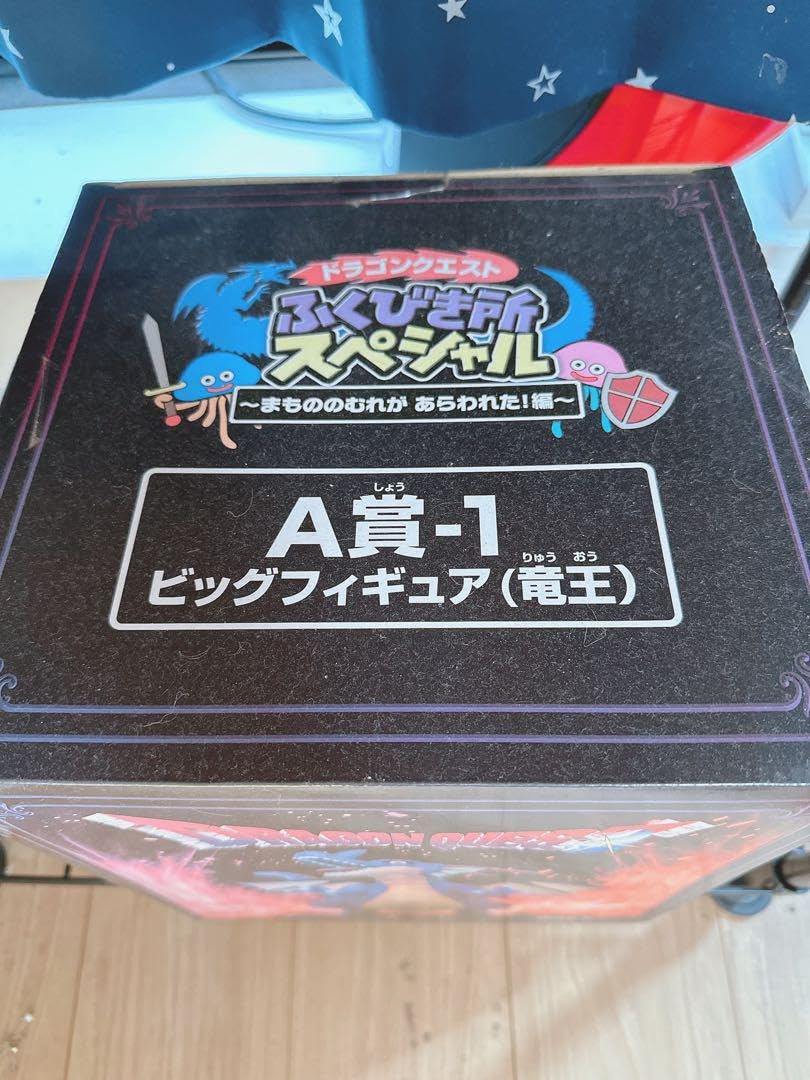 ドラゴンクエスト
ふくびき所
スペシャル
～まもののむれが あらわれた!編～
しょう
A賞-1
りゅう おう
ビッグフィギュア(竜王)
DRAGON QUEST